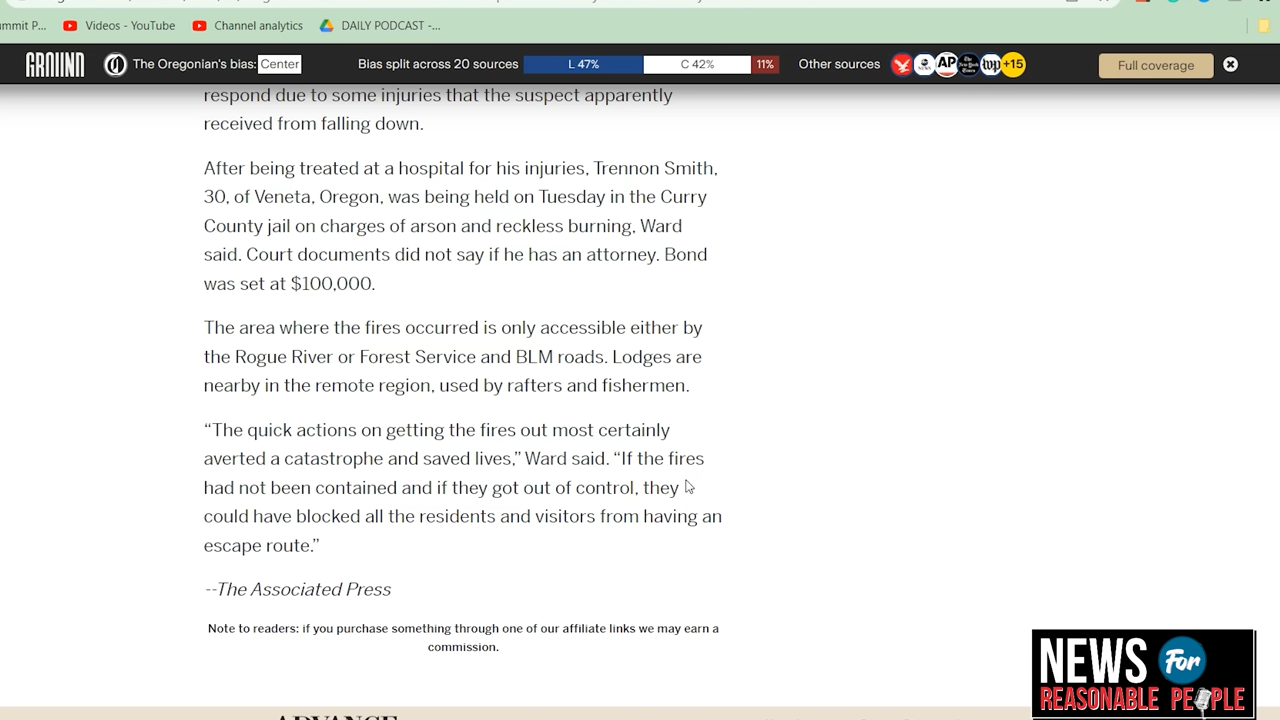 ummit P...
Videos - YouTube
Channel analytics
DAILY PODCAST -...
GROUND
The Oregonian's bias: Center
Bias split across 20 sources
L 47%
C 42%
11%
Other sources
AP
wp
+15
Full coverage
respond due to some injuries that the suspect apparently
received from falling down.
After being treated at a hospital for his injuries, Trennon Smith,
30, of Veneta, Oregon, was being held on Tuesday in the Curry
County jail on charges of arson and reckless burning, Ward
said. Court documents did not say if he has an attorney. Bond
was set at $100,000.
The area where the fires occurred is only accessible either by
the Rogue River or Forest Service and BLM roads. Lodges are
nearby in the remote region, used by rafters and fishermen.
“The quick actions on getting the fires out most certainly
averted a catastrophe and saved lives,” Ward said. “If the fires
had not been contained and if they got out of control, they
could have blocked all the residents and visitors from having an
escape route.”
--The Associated Press
Note to readers: if you purchase something through one of our affiliate links we may earn a
commission.
NEWS For
REASONABLE PEOPLE
ADVANCE